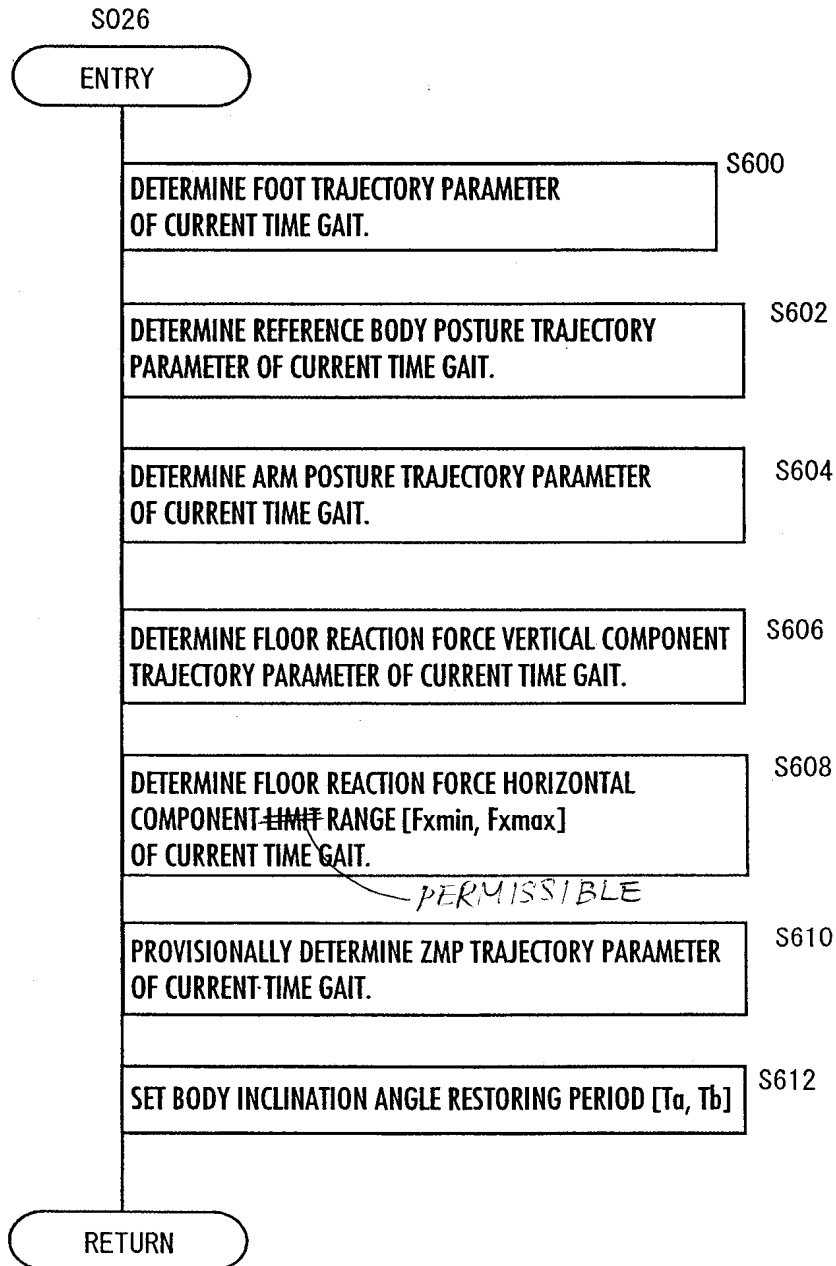 S026
ENTRY
S600
DETERMINE FOOT TRAJECTORY PARAMETER
OF CURRENT TIME GAIT.
S602
DETERMINE REFERENCE BODY POSTURE TRAJECTORY
PARAMETER OF CURRENT TIME GAIT.
S604
DETERMINE ARM POSTURE TRAJECTORY PARAMETER
OF CURRENT TIME GAIT.
S606
DETERMINE FLOOR REACTION FORCE VERTICAL COMPONENT
TRAJECTORY PARAMETER OF CURRENT TIME GAIT.
S608
DETERMINE FLOOR REACTION FORCE HORIZONTAL
COMPONENT LIMIT RANGE [Fxmin, Fxmax]
OF CURRENT TIME GAIT.
PERMISSIBLE
S610
PROVISIONALLY DETERMINE ZMP TRAJECTORY PARAMETER
OF CURRENT TIME GAIT.
S612
SET BODY INCLINATION ANGLE RESTORING PERIOD [Ta, Tb]
RETURN